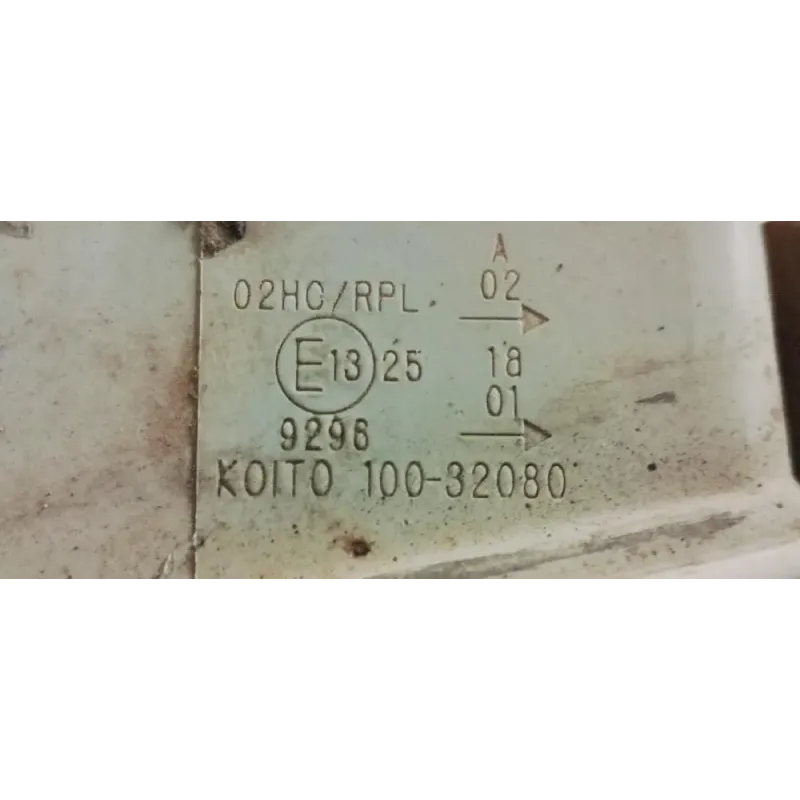 A
02HC/RPL 02
→
E13 25 18
01
9296 →
KOITO 100-32080